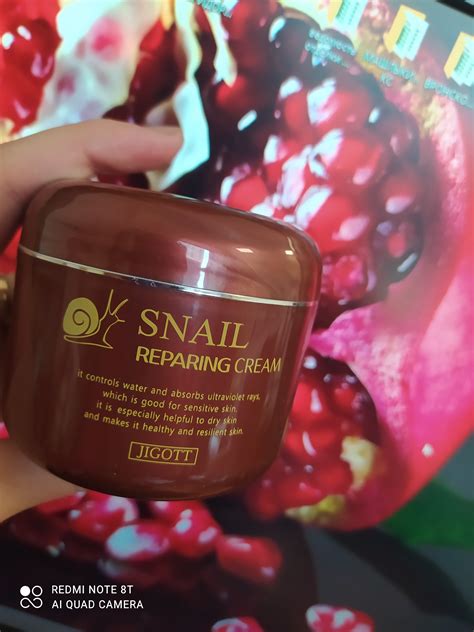 SNAIL
REPARING CREAM
it controls water and absorbs ultraviolet rays,
which is good for sensitive skin.
it is especially helpful to dry skin
and makes it healthy and resilient skin.
JIGOTT
REDMI NOTE 8T
AI QUAD CAMERA